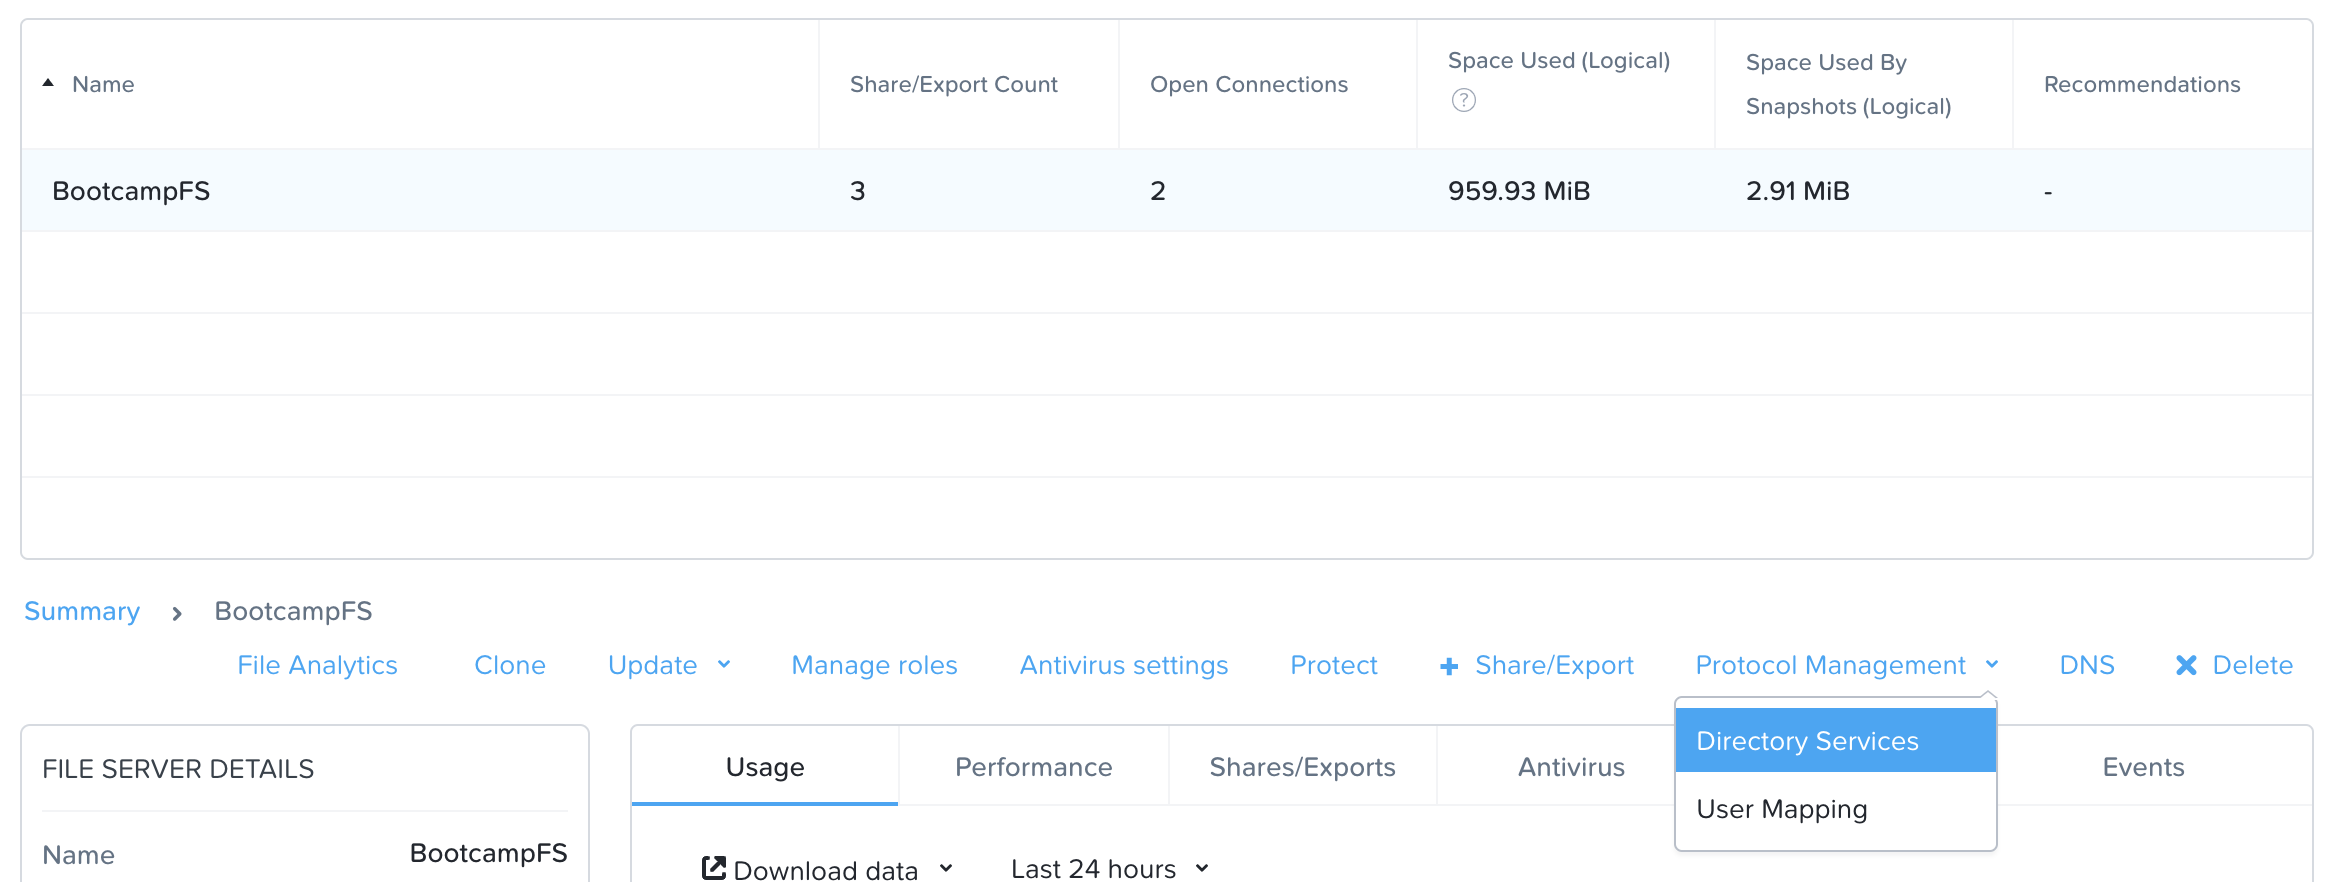 Name
Share/Export Count
Open Connections
Space Used (Logical)
?
Space Used By
Snapshots (Logical)
Recommendations
BootcampFS
3
2
959.93 MiB
2.91 MiB
-
Summary > BootcampFS
File Analytics
Clone
Update
Manage roles
Antivirus settings
Protect
+ Share/Export
Protocol Management
DNS
Delete
Directory Services
User Mapping
FILE SERVER DETAILS
Name
BootcampFS
Usage
Performance
Shares/Exports
Antivirus
Events
Download data
Last 24 hours